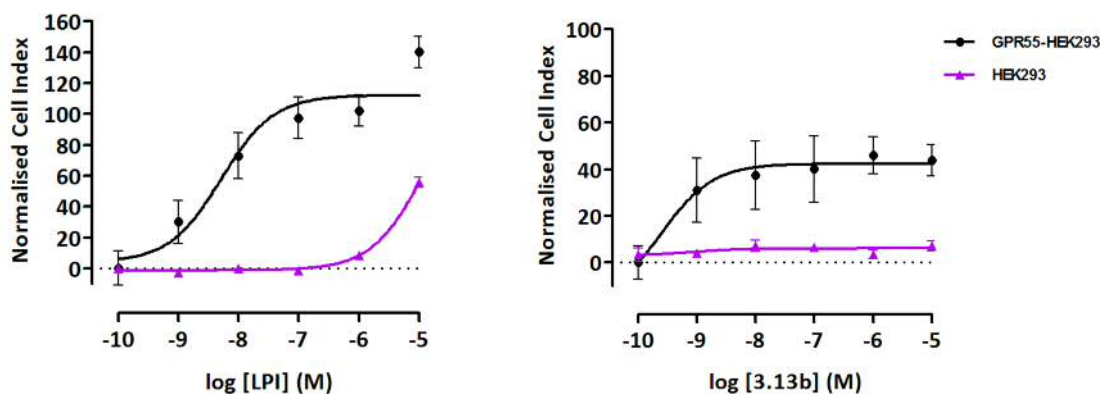 160
140
120
100
80
60
40
20
0
Normalised Cell Index
-10 -9 -8 -7 -6 -5
log [LPI] (M)
100
80
60
40
20
0
Normalised Cell Index
-10 -9 -8 -7 -6 -5
log [3.13b] (M)
GPR55-HEK293
HEK293